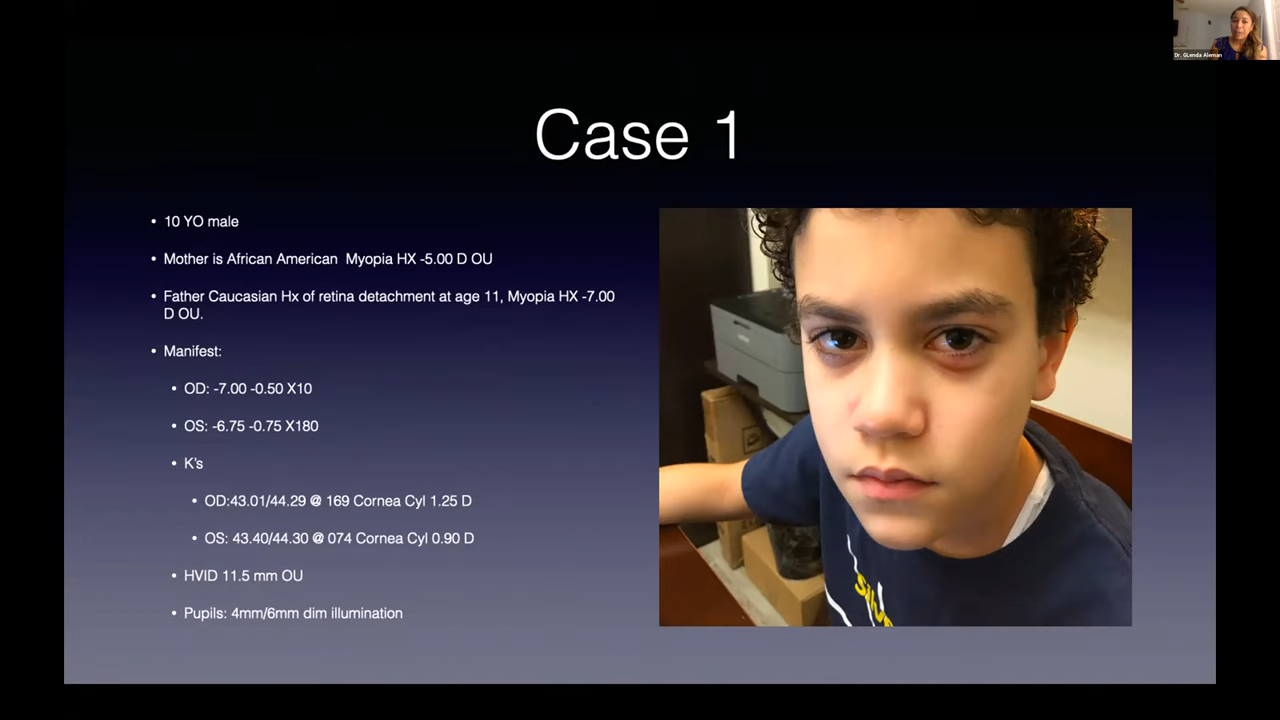 Dr. GLenda Aleman
Case 1
• 10 YO male
• Mother is African American Myopia HX -5.00 D OU
• Father Caucasian Hx of retina detachment at age 11, Myopia HX -7.00
D OU.
• Manifest:
• OD: -7.00 -0.50 X10
• OS: -6.75 -0.75 X180
• K's
• OD:43.01/44.29 @ 169 Cornea Cyl 1.25 D
• OS: 43.40/44.30 @ 074 Cornea Cyl 0.90 D
• HVID 11.5 mm OU
• Pupils: 4mm/6mm dim illumination